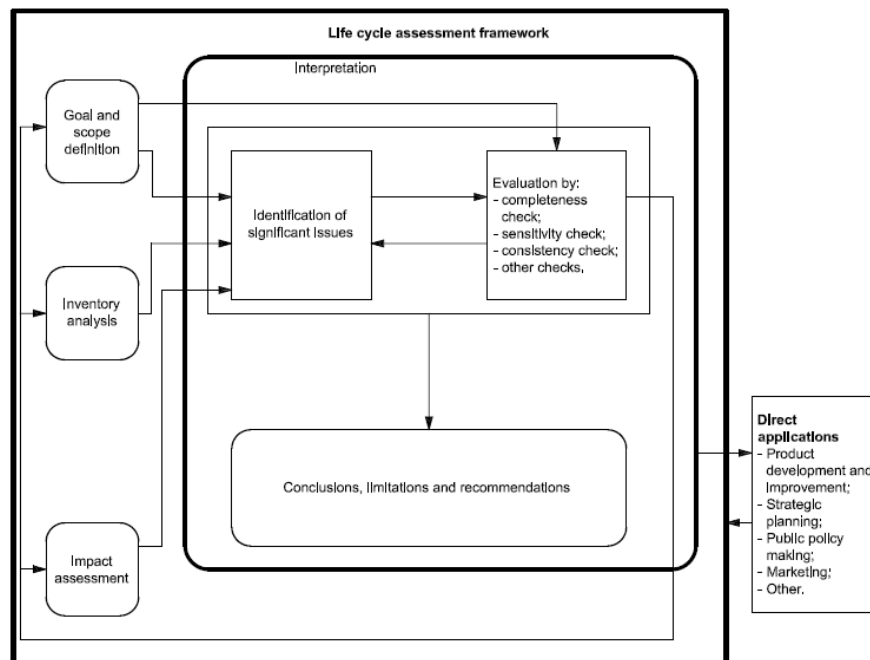 Life cycle assessment framework
Interpretation
Goal and
scope
definition
Identification of
significant issues
Evaluation by:
- completeness
check;
- sensitivity check;
- consistency check;
- other checks.
Inventory
analysis
Conclusions, limitations and recommendations
Impact
assessment
Direct
applications
- Product
development and
improvement;
- Strategic
planning;
- Public policy
making;
- Marketing;
- Other.